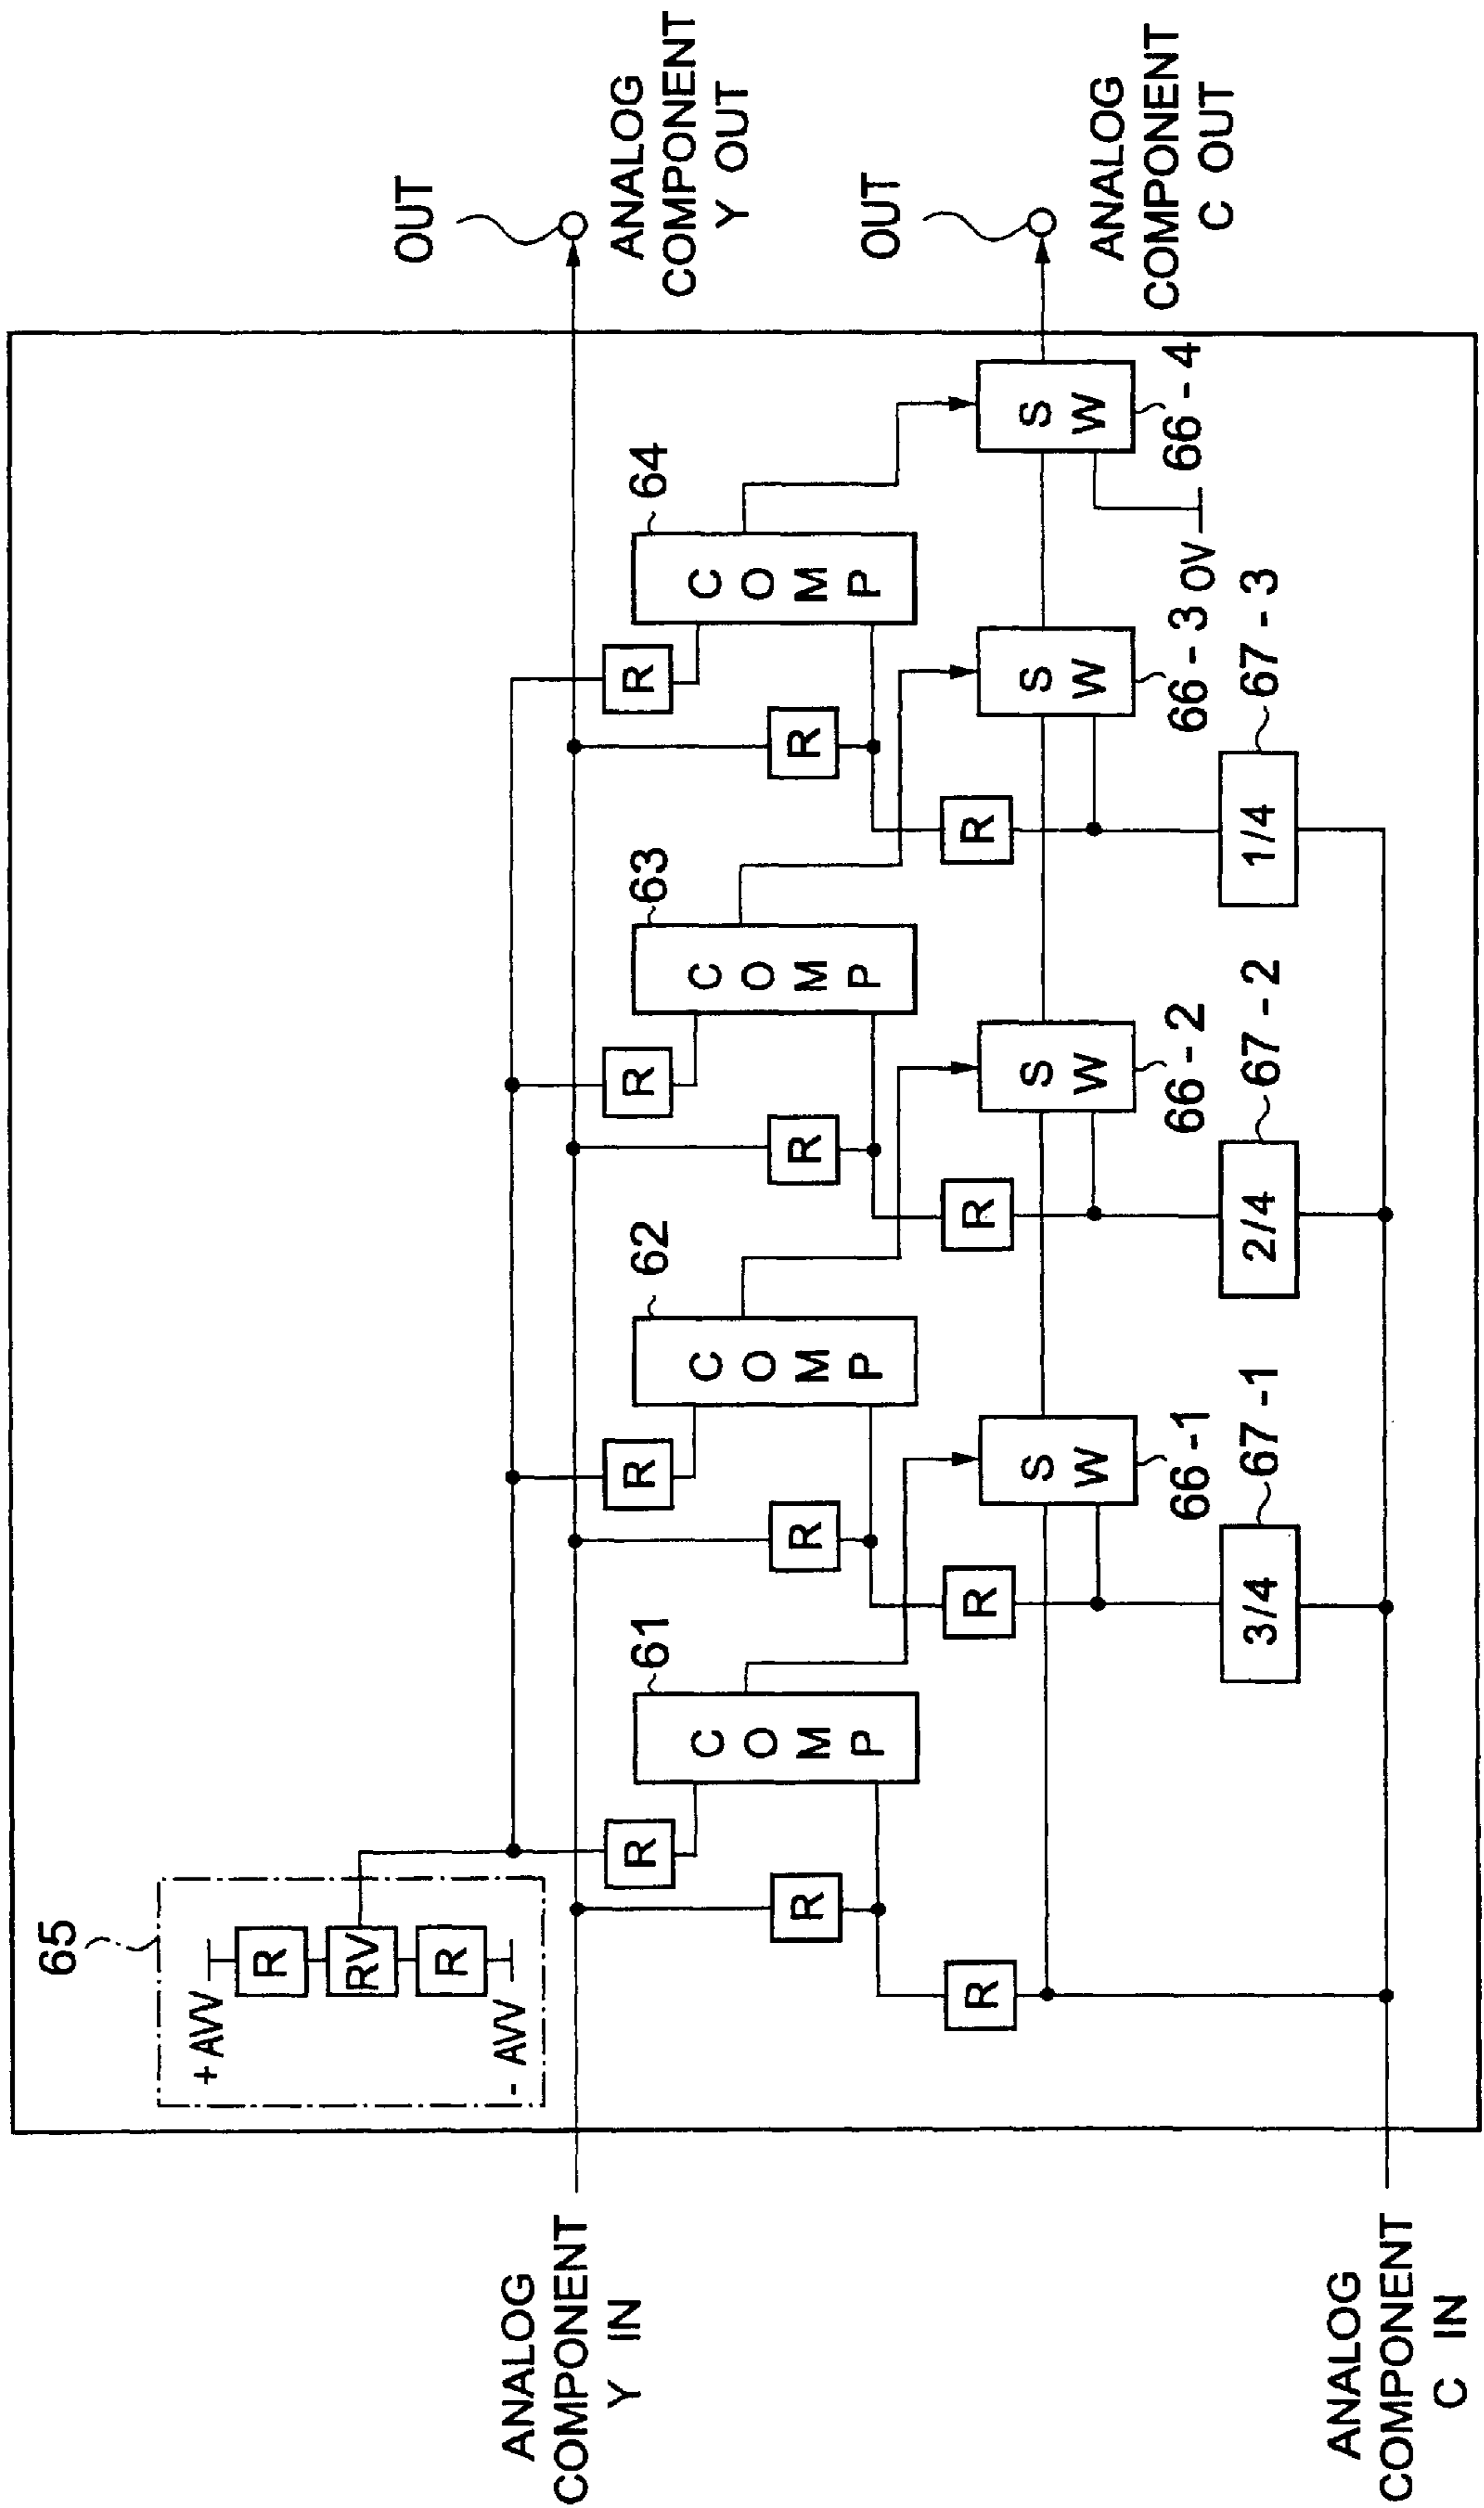 65
+ AVV
R
RV
R
- AVV
ANALOG
COMPONENT
Y IN
ANALOG
COMPONENT
C IN
R
R
R
COMP
61
R
R
R
COMP
62
R
R
R
COMP
63
R
R
R
COMP
64
SW
66-1
SW
66-2
SW
66-3
SW
66-4
0V
3/4
67-1
2/4
67-2
1/4
67-3
OUT
ANALOG
COMPONENT
Y OUT
OUT
ANALOG
COMPONENT
C OUT